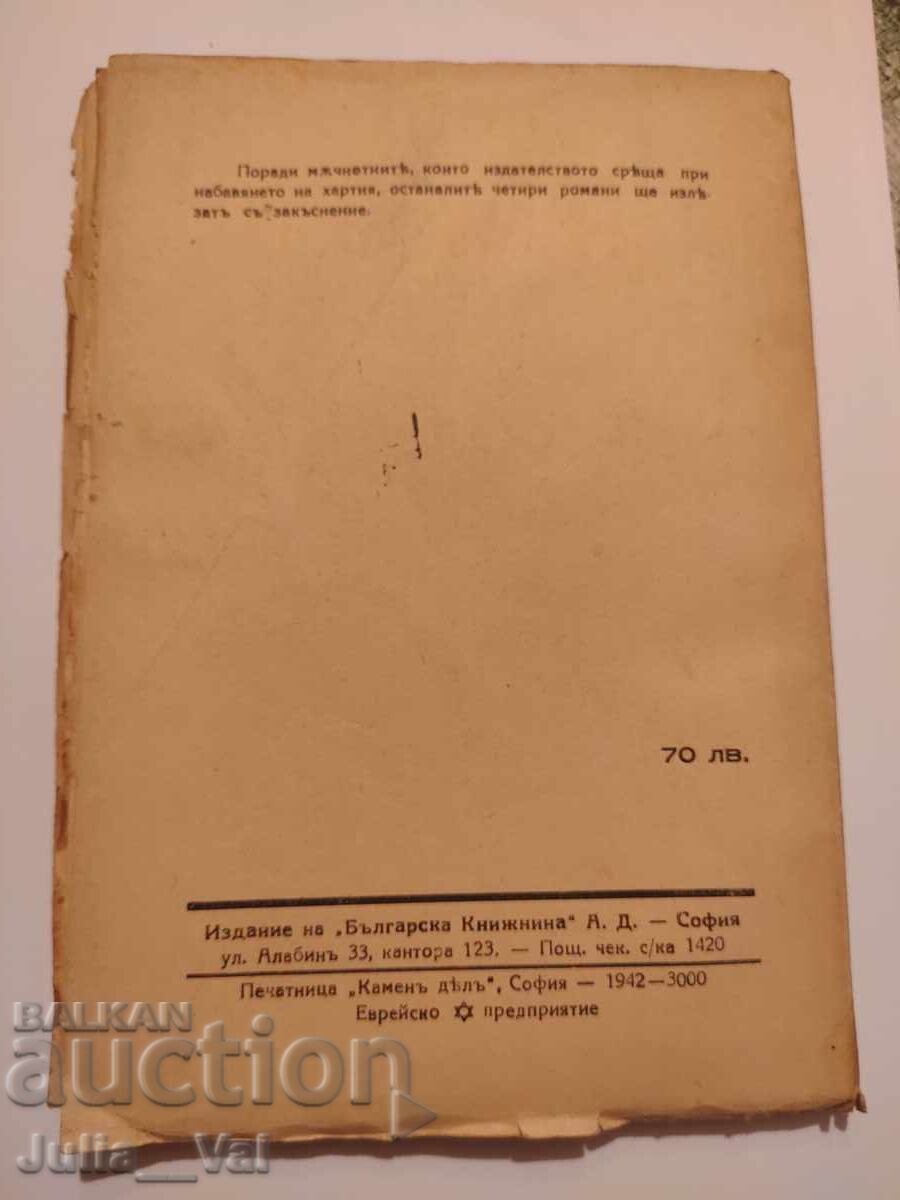 Поради мѫчнотиитѣ, които издателството срѣща при
набавянето на хартия, останалитѣ четири романи ще излѣ-
затъ съ закъснение.
70 лв.
Издание на „Българска Книжнина" А. Д. — София
ул. Алабинъ 33, кантора 123. — Пощ. чек. с/ка 1420
Печатница „Каменъ дѣлъ", София — 1942—3000
Еврейско ✡ предприятие
BALKAN
auction
Julia__Val